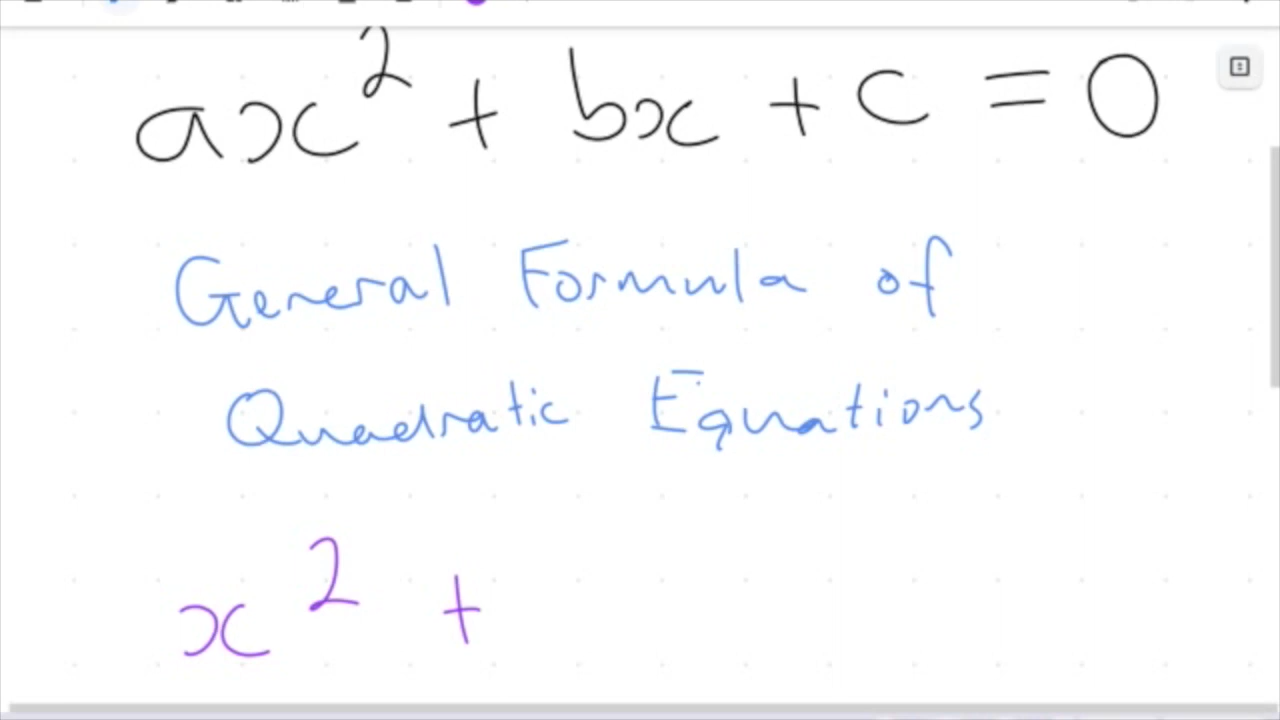 ax² + bx + c = 0
General Formula of
Quadratic Equations
x² +